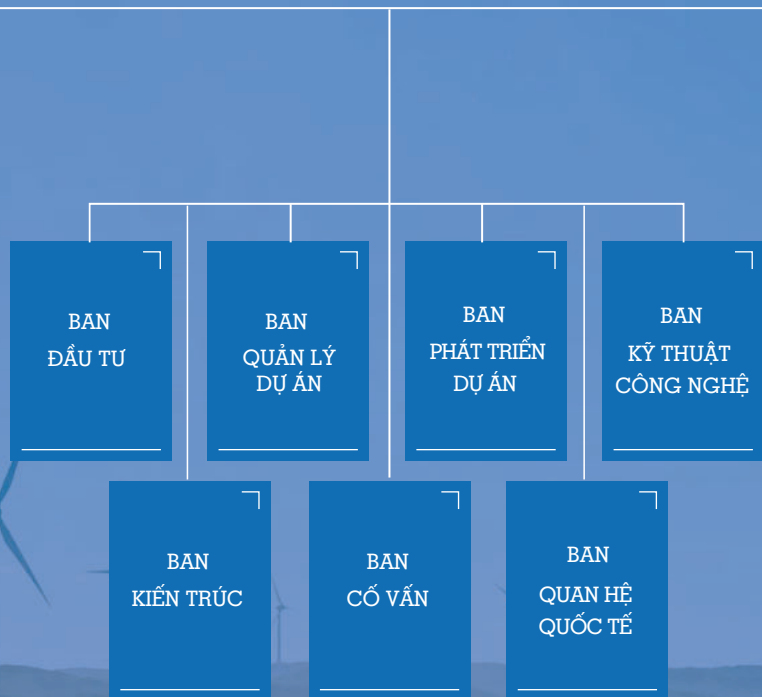 BAN
ĐẦU TƯ
BAN
QUẢN LÝ
DỰ ÁN
BAN
PHÁT TRIỂN
DỰ ÁN
BAN
KỸ THUẬT
CÔNG NGHỆ
BAN
KIẾN TRÚC
BAN
CỐ VẤN
BAN
QUAN HỆ
QUỐC TẾ